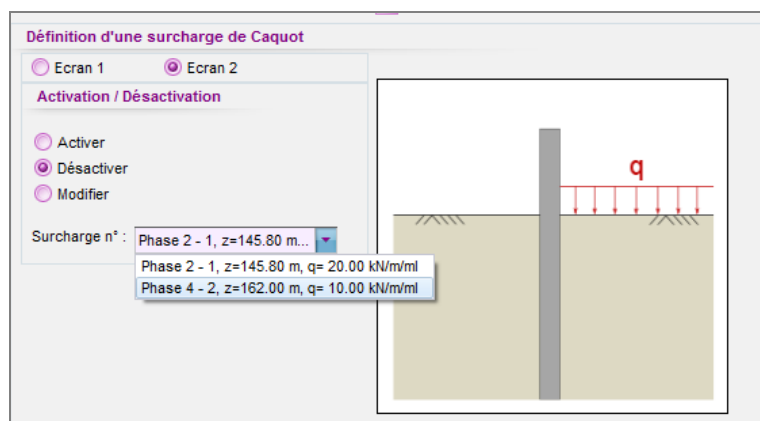 Définition d'une surcharge de Caquot
Ecran 1 Ecran 2
Activation / Désactivation
Activer
Désactiver
Modifier
Surcharge n° : Phase 2 - 1, z=145.80 m...
Phase 2 - 1, z=145.80 m, q= 20.00 kN/m/ml
Phase 4 - 2, z=162.00 m, q= 10.00 kN/m/ml
q